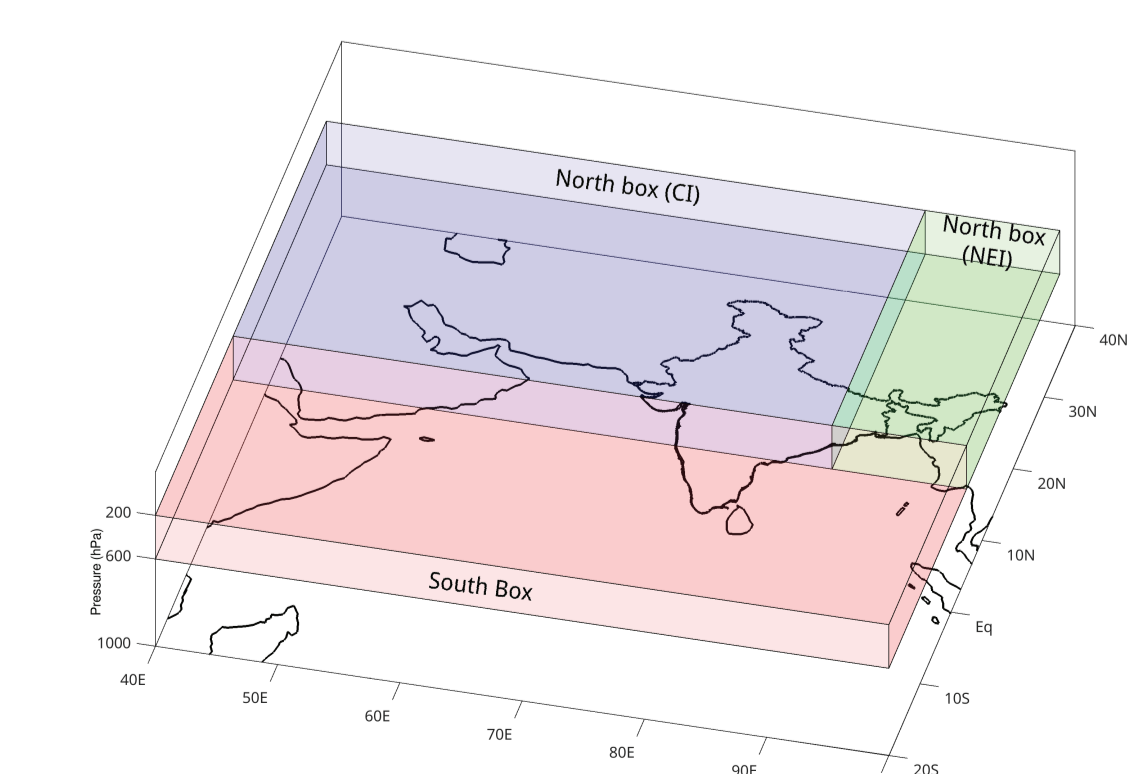 North box (CI)
North box
(NEI)
40N
30N
20N
10N
200
Pressure (hPa)
600
South Box
Eq
1000
40E
10S
50E
60E
70E
80E
90E
20S